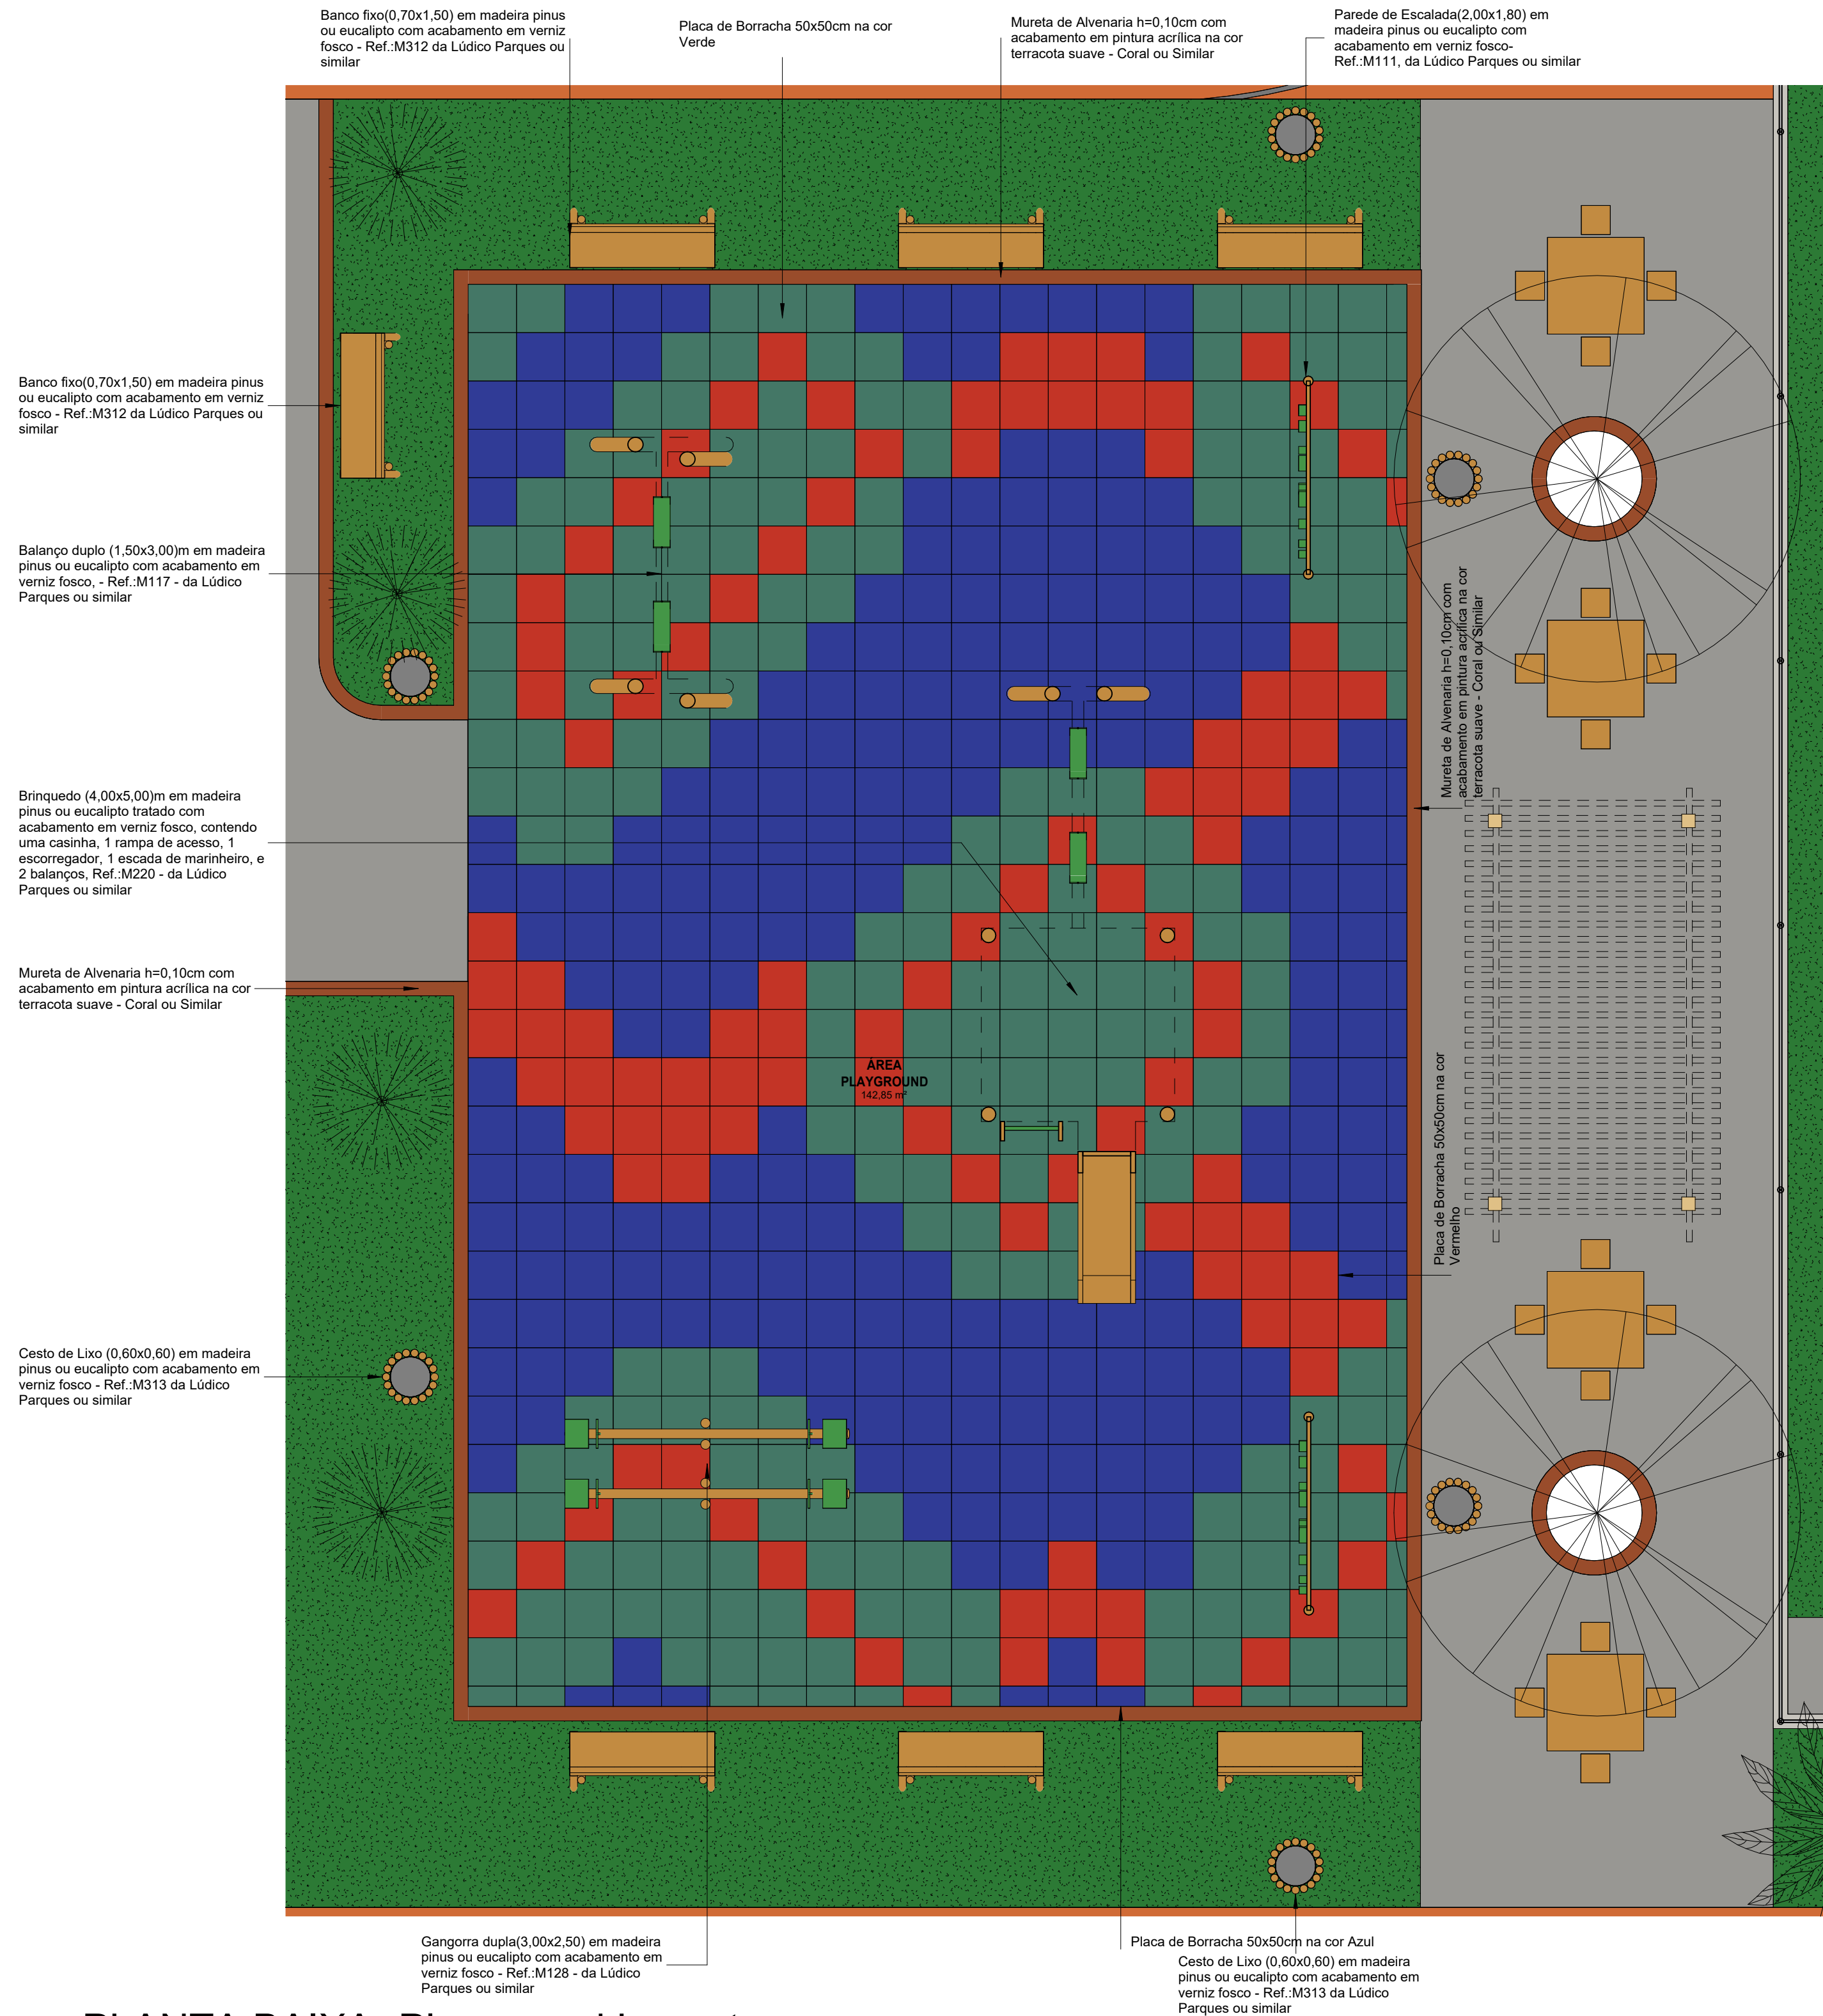 Banco fixo(0,70x1,50) em madeira pinus
ou eucalipto com acabamento em verniz
fosco - Ref.:M312 da Lúdico Parques ou
similar
Placa de Borracha 50x50cm na cor
Verde
Mureta de Alvenaria h=0,10cm com
acabamento em pintura acrílica na cor
terracota suave - Coral ou Similar
Parede de Escalada(2,00x1,80) em
madeira pinus ou eucalipto com
acabamento em verniz fosco-
Ref.:M111, da Lúdico Parques ou similar
Banco fixo(0,70x1,50) em madeira pinus
ou eucalipto com acabamento em verniz
fosco - Ref.:M312 da Lúdico Parques ou
similar
Balanço duplo (1,50x3,00)m em madeira
pinus ou eucalipto com acabamento em
verniz fosco, - Ref.:M117 - da Lúdico
Parques ou similar
Mureta de Alvenaria h=0,10cm com
acabamento em pintura acrílica na cor
terracota suave - Coral ou Similar
Brinquedo (4,00x5,00)m em madeira
pinus ou eucalipto tratado com
acabamento em verniz fosco, contendo
uma casinha, 1 rampa de acesso, 1
escorregador, 1 escada de marinheiro, e
2 balanços, Ref.:M220 - da Lúdico
Parques ou similar
Mureta de Alvenaria h=0,10cm com
acabamento em pintura acrílica na cor
terracota suave - Coral ou Similar
ÁREA
PLAYGROUND
142,85 m²
Placa de Borracha 50x50cm na cor
Vermelho
Cesto de Lixo (0,60x0,60) em madeira
pinus ou eucalipto com acabamento em
verniz fosco - Ref.:M313 da Lúdico
Parques ou similar
Gangorra dupla(3,00x2,50) em madeira
pinus ou eucalipto com acabamento em
verniz fosco - Ref.:M128 - da Lúdico
Parques ou similar
Placa de Borracha 50x50cm na cor Azul
Cesto de Lixo (0,60x0,60) em madeira
pinus ou eucalipto com acabamento em
verniz fosco - Ref.:M313 da Lúdico
Parques ou similar
PLANTA BAIXA